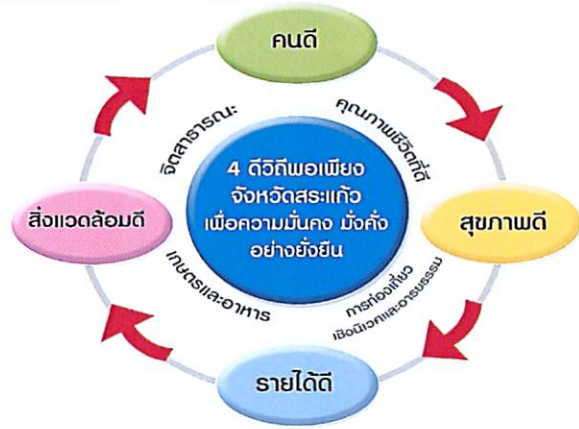 คนดี
จิตสาธารณะ
คุณภาพชีวิตที่ดี
4 ดีวิถีพอเพียง
จังหวัดสระแก้ว
เพื่อความมั่นคง มั่งคั่ง
อย่างยั่งยืน
สิ่งแวดล้อมดี
สุขภาพดี
เกษตรและอาหาร
การท่องเที่ยว
เชิงนิเวศและอารยธรรม
รายได้ดี